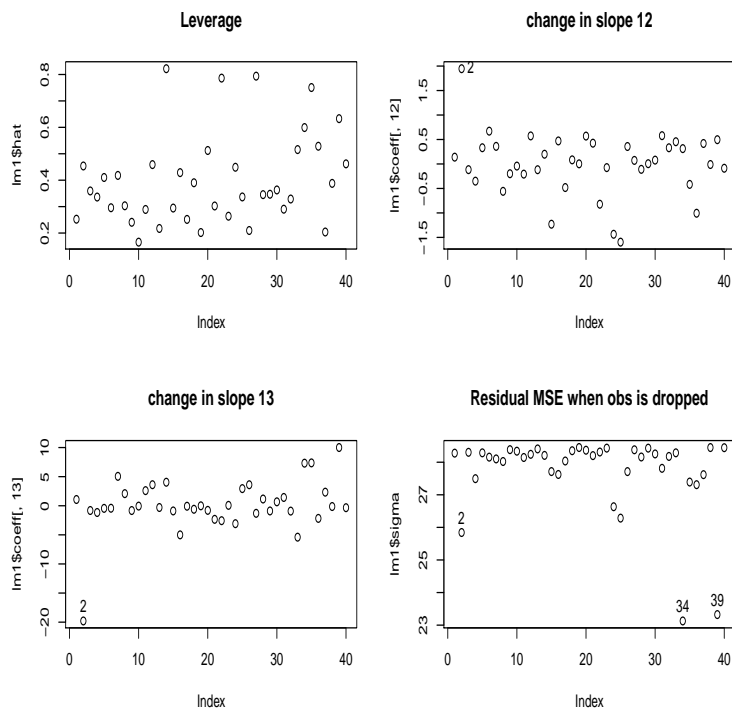 Leverage
lm1$hat
0.2 0.4 0.6 0.8
0 10 20 30 40
Index
change in slope 12
lm1$coeff[, 12]
−1.5 −0.5 0.5 1.5
2
0 10 20 30 40
Index
change in slope 13
lm1$coeff[, 13]
−20 −10 0 5 10
2
0 10 20 30 40
Index
Residual MSE when obs is dropped
lm1$sigma
23 25 27
2
34
39
0 10 20 30 40
Index